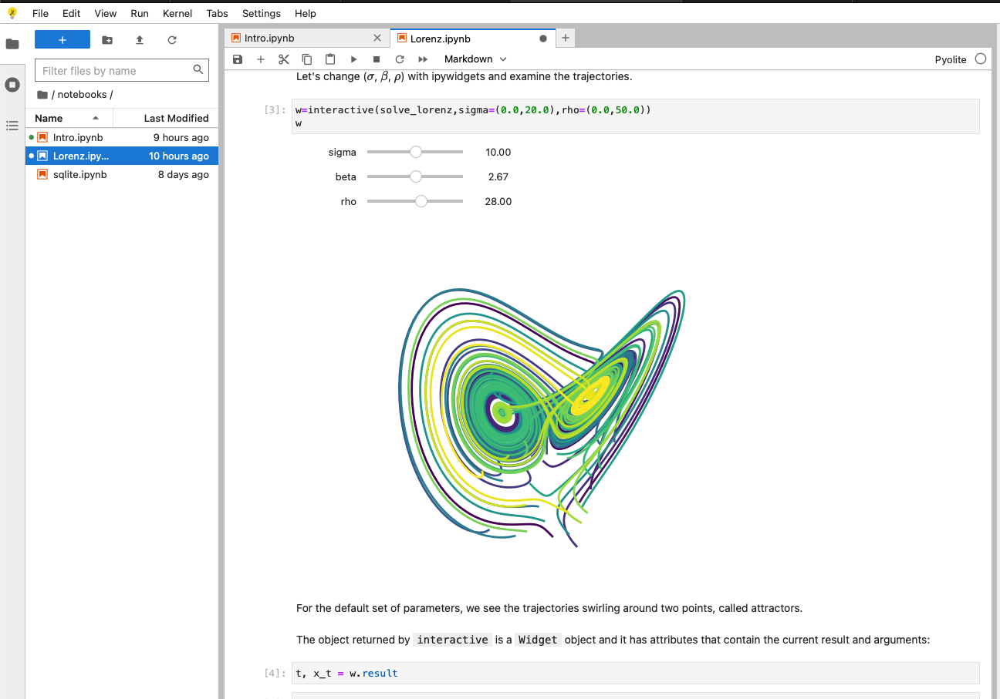 File Edit View Run Kernel Tabs Settings Help
Filter files by name
/ notebooks /
Name Last Modified
Intro.ipynb 9 hours ago
Lorenz.ipy... 10 hours ago
sqlite.ipynb 8 days ago
Intro.ipynb Lorenz.ipynb
Markdown Pyolite
Let's change (σ, β, ρ) with ipywidgets and examine the trajectories.
[3]: w=interactive(solve_lorenz,sigma=(0.0,20.0),rho=(0.0,50.0))
w
sigma 10.00
beta 2.67
rho 28.00
For the default set of parameters, we see the trajectories swirling around two points, called attractors.
The object returned by interactive is a Widget object and it has attributes that contain the current result and arguments:
[4]: t, x_t = w.result